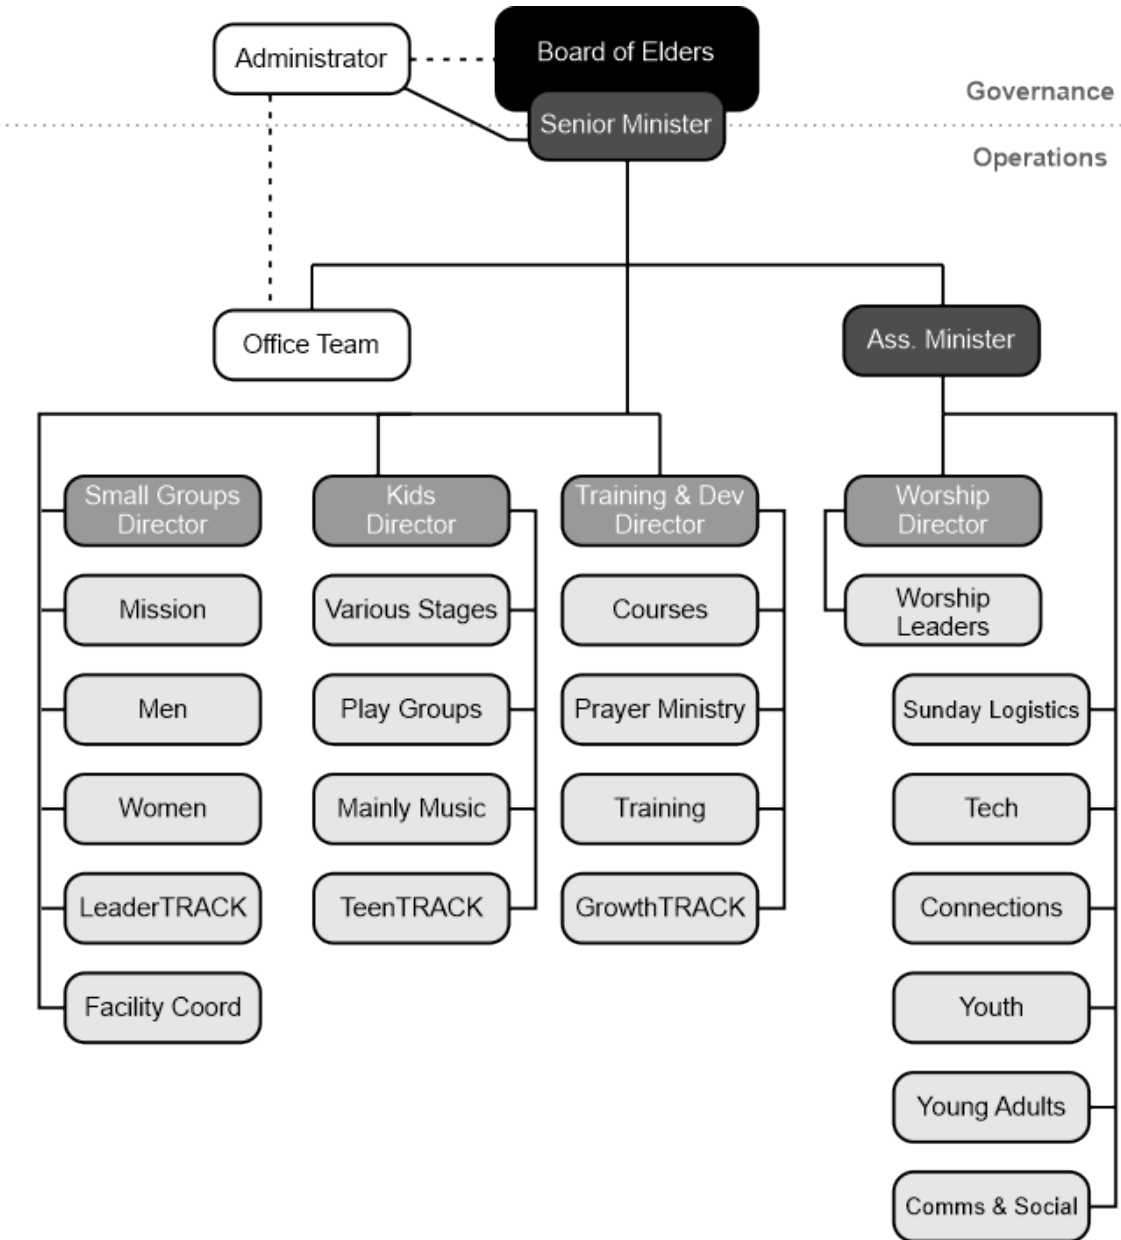 Administrator
Board of Elders
Governance
Senior Minister
Operations
Office Team
Ass. Minister
Small Groups
Director
Kids
Director
Training & Dev
Director
Worship
Director
Mission
Various Stages
Courses
Worship
Leaders
Men
Play Groups
Prayer Ministry
Sunday Logistics
Women
Mainly Music
Training
Tech
LeaderTRACK
TeenTRACK
GrowthTRACK
Connections
Facility Coord
Youth
Young Adults
Comms & Social